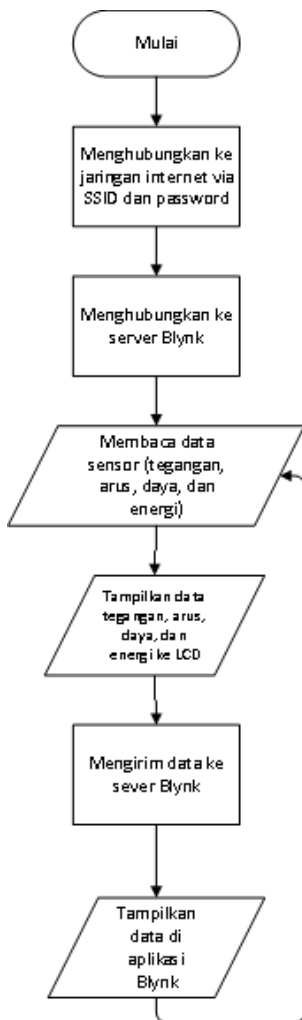 Mulai
Menghubungkan ke
jaringan internet via
SSID dan password
Menghubungkan ke
server Blynk
Membaca data
sensor (tegangan,
arus, daya, dan
energi)
Tampilkan data
tegangan, arus,
daya, dan
energi ke LCD
Mengirim data ke
sever Blynk
Tampilkan
data di
aplikasi
Blynk